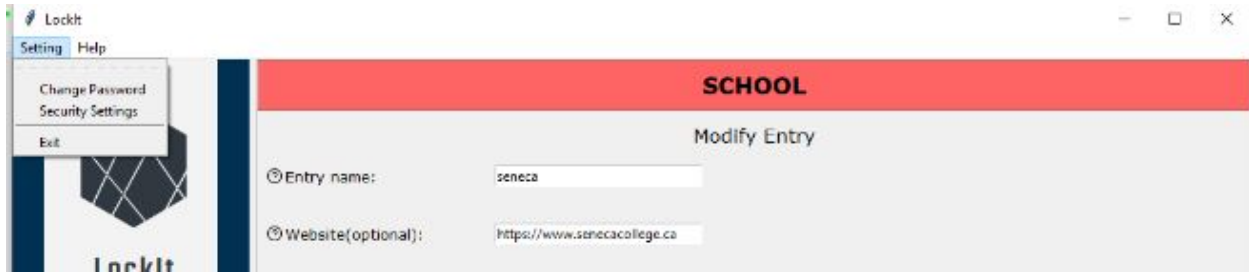 LockIt
Setting Help
Change Password
Security Settings
Exit
SCHOOL
Modify Entry
Entry name: seneca
Website(optional): https://www.senecacollege.ca
LockIt